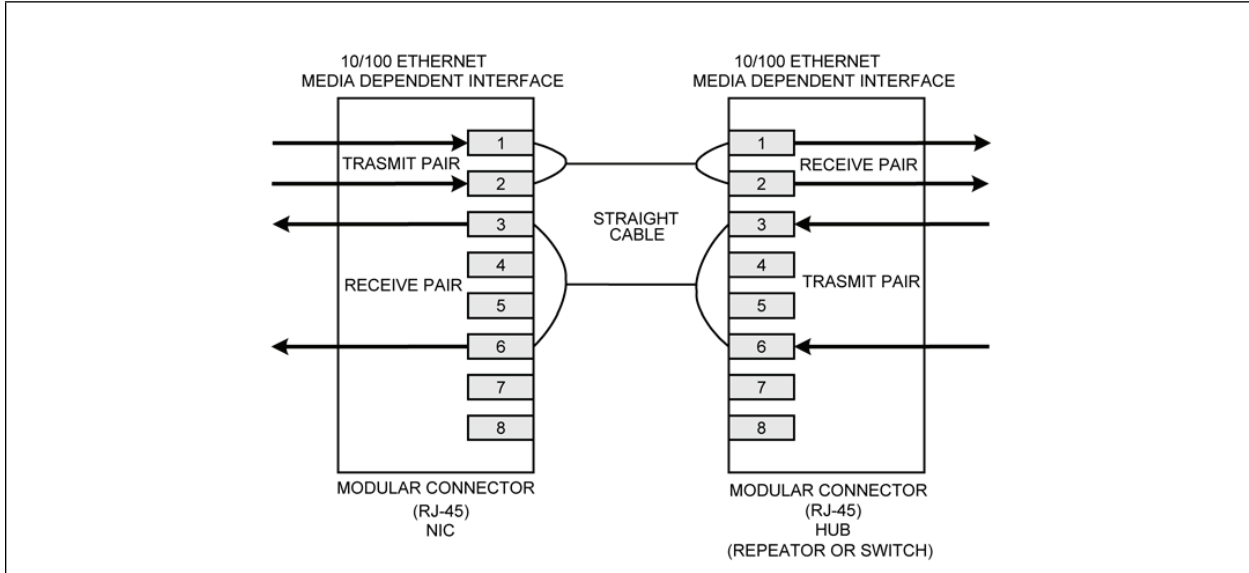 10/100 ETHERNET
MEDIA DEPENDENT INTERFACE
10/100 ETHERNET
MEDIA DEPENDENT INTERFACE
1
TRASMIT PAIR
2
3
4
RECEIVE PAIR
5
6
7
8
STRAIGHT
CABLE
1
RECEIVE PAIR
2
3
4
TRASMIT PAIR
5
6
7
8
MODULAR CONNECTOR
(RJ-45)
NIC
MODULAR CONNECTOR
(RJ-45)
HUB
(REPEATOR OR SWITCH)